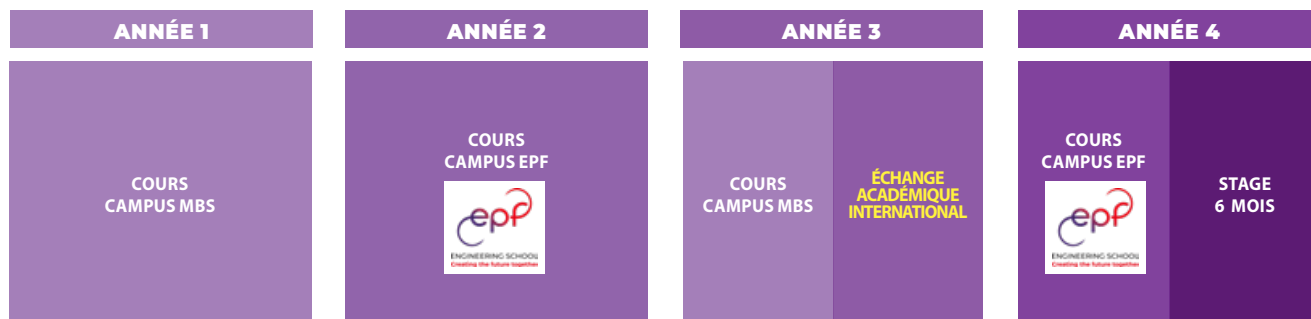 ANNÉE 1
ANNÉE 2
ANNÉE 3
ANNÉE 4
COURS
CAMPUS MBS
COURS
CAMPUS EPF
epf
ENGINEERING SCHOOL
Creating the future together
COURS
CAMPUS MBS
ÉCHANGE
ACADÉMIQUE
INTERNATIONAL
COURS
CAMPUS EPF
epf
ENGINEERING SCHOOL
Creating the future together
STAGE
6 MOIS